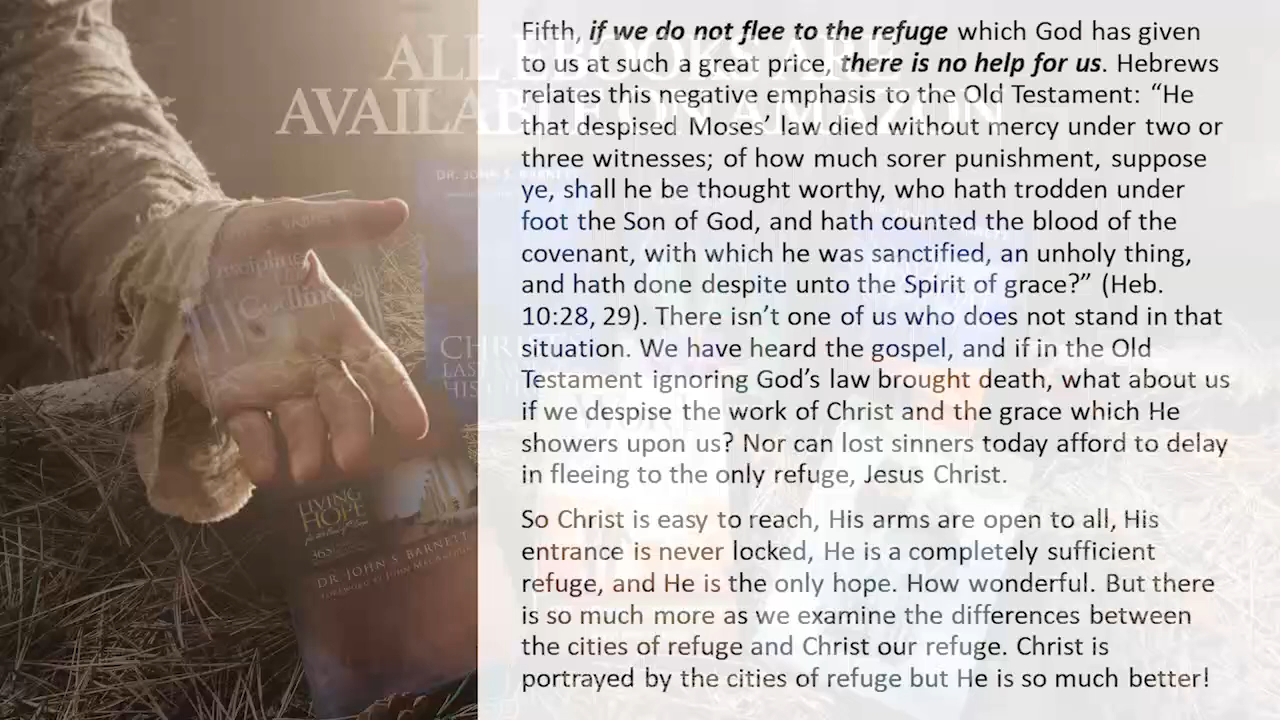 ALL EBOOKS ARE
AVAILABLE ON AMAZON
Fifth, if we do not flee to the refuge which God has given
to us at such a great price, there is no help for us. Hebrews
relates this negative emphasis to the Old Testament: “He
that despised Moses’ law died without mercy under two or
three witnesses; of how much sorer punishment, suppose
ye, shall he be thought worthy, who hath trodden under
foot the Son of God, and hath counted the blood of the
covenant, with which he was sanctified, an unholy thing,
and hath done despite unto the Spirit of grace?” (Heb.
10:28, 29). There isn’t one of us who does not stand in that
situation. We have heard the gospel, and if in the Old
Testament ignoring God’s law brought death, what about us
if we despise the work of Christ and the grace which He
showers upon us? Nor can lost sinners today afford to delay
in fleeing to the only refuge, Jesus Christ.
So Christ is easy to reach, His arms are open to all, His
entrance is never locked, He is a completely sufficient
refuge, and He is the only hope. How wonderful. But there
is so much more as we examine the differences between
the cities of refuge and Christ our refuge. Christ is
portrayed by the cities of refuge but He is so much better!
DR. JOHN S. BARNETT
BARNETT
Discipline
Godliness
LIVING
HOPE
365
DR JOHN S BARNETT